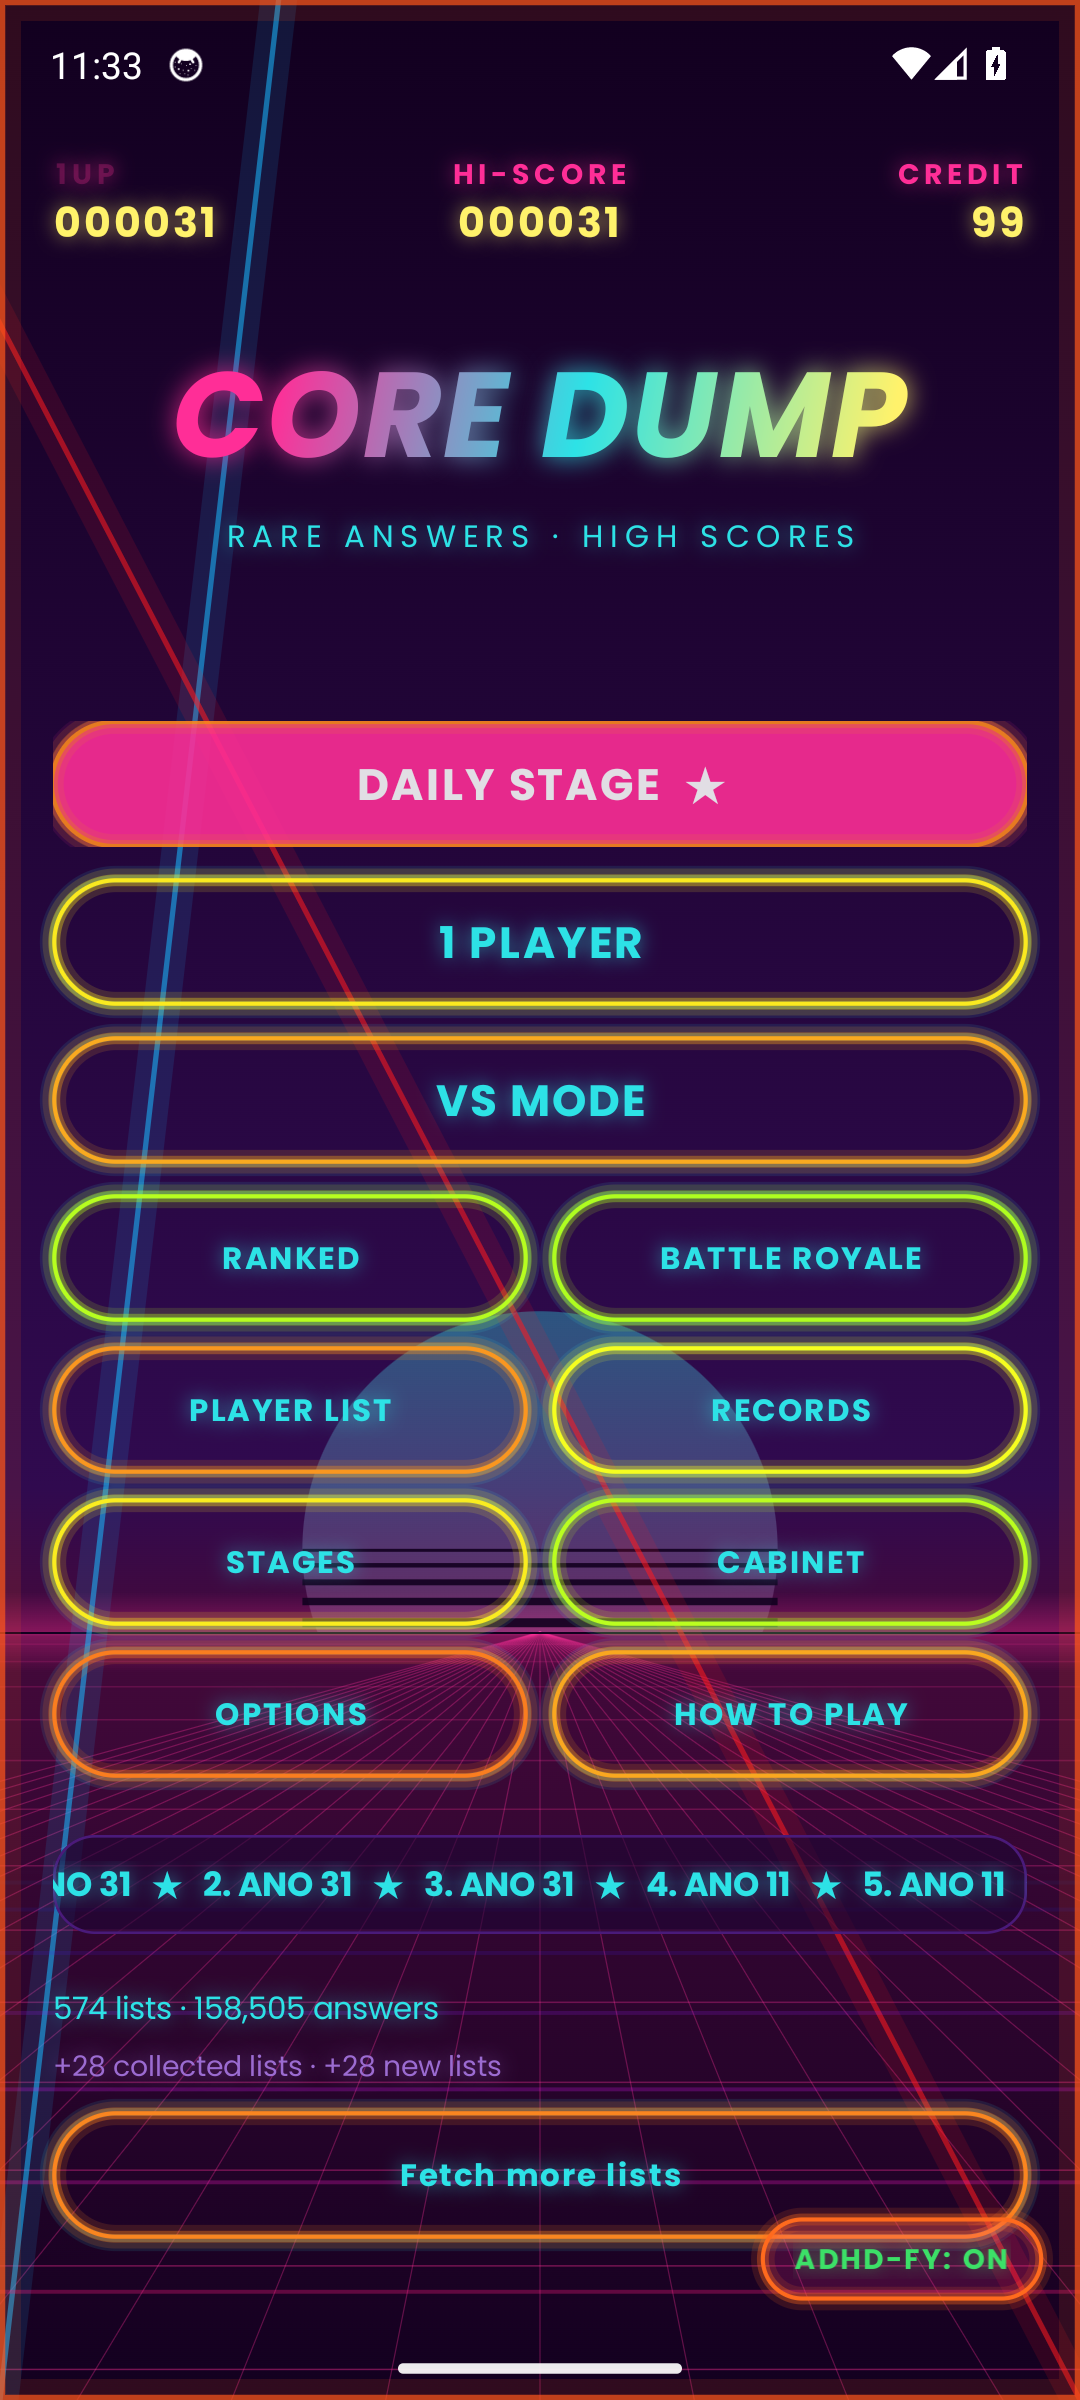 11:33
1UP HI-SCORE CREDIT
000031 000031 99
CORE DUMP
RARE ANSWERS · HIGH SCORES
DAILY STAGE ★
1 PLAYER
VS MODE
RANKED BATTLE ROYALE
PLAYER LIST RECORDS
STAGES CABINET
OPTIONS HOW TO PLAY
NO 31 ★ 2. ANO 31 ★ 3. ANO 31 ★ 4. ANO 11 ★ 5. ANO 11
574 lists · 158,505 answers
+28 collected lists · +28 new lists
Fetch more lists
ADHD-FY: ON